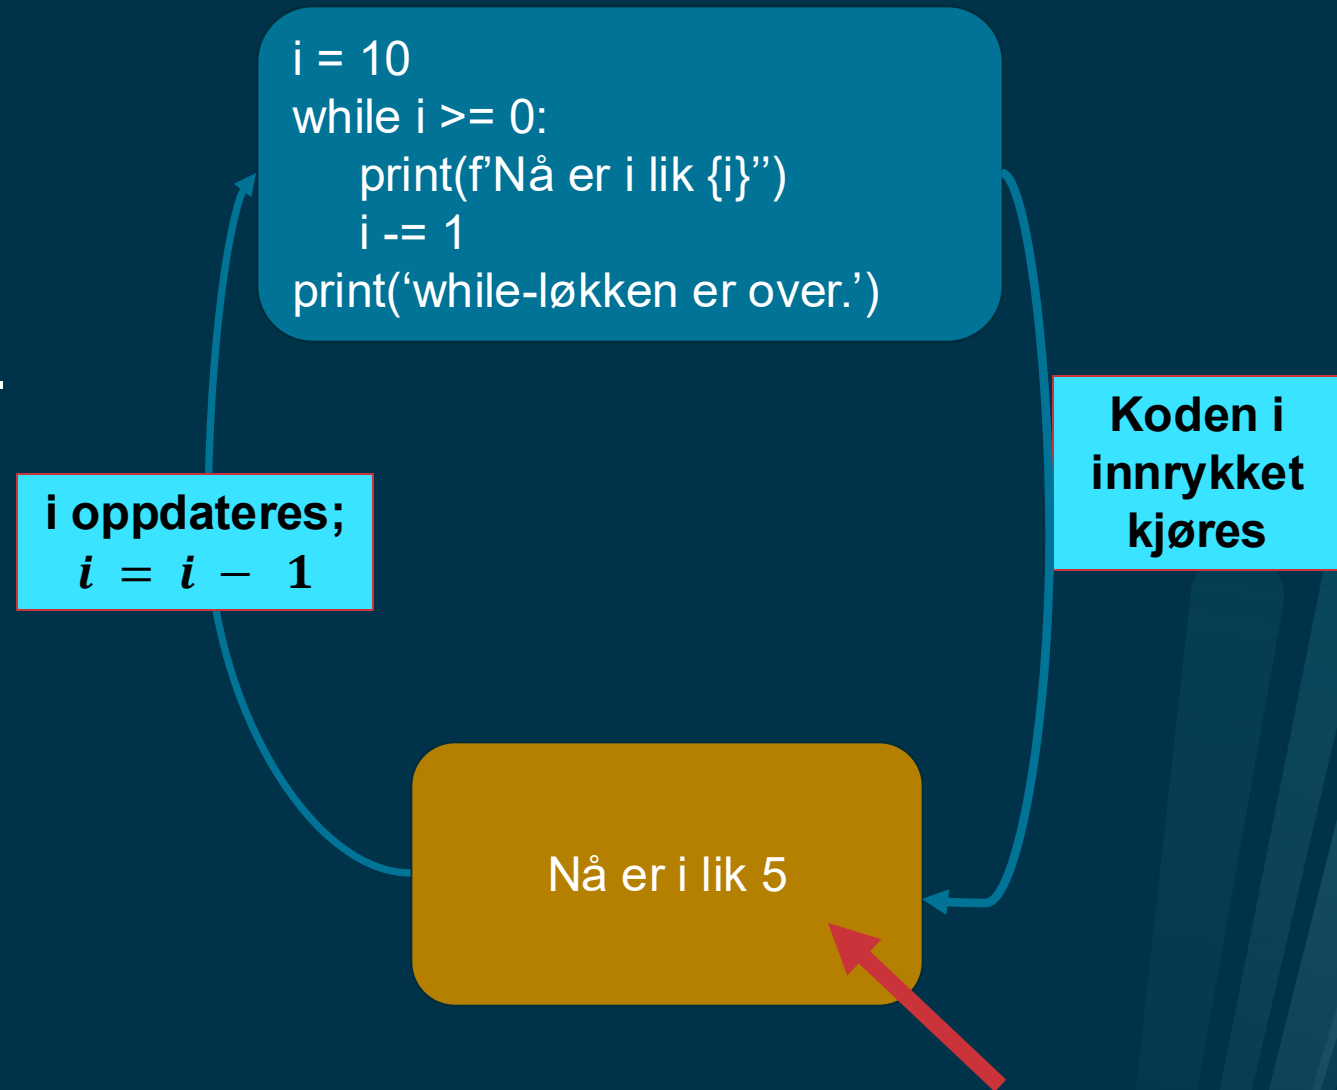 i = 10
while i >= 0:
print(f’Nå er i lik {i}’’)
i -= 1
print(‘while-løkken er over.’)
Koden i
innrykket
kjøres
i oppdateres;
i = i − 1
Nå er i lik 5